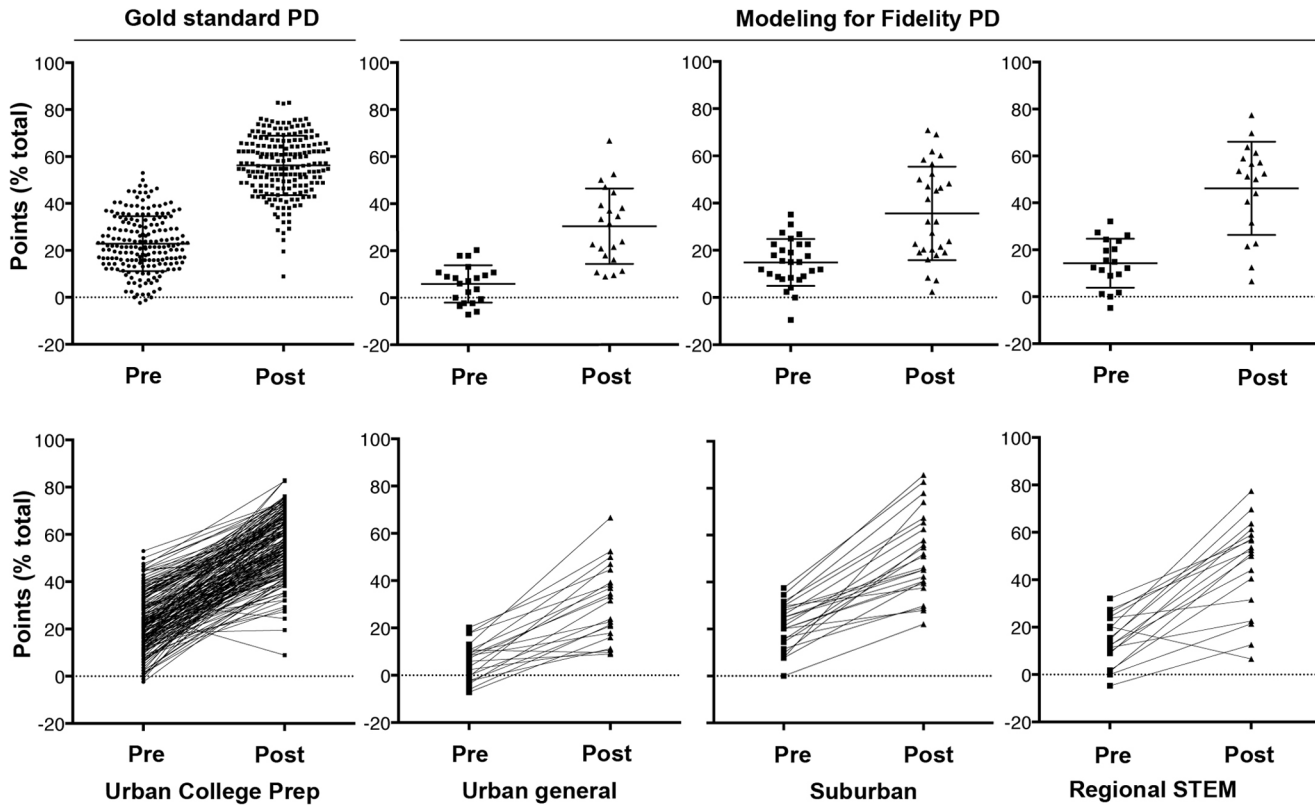 Gold standard PD
Modeling for Fidelity PD
Points (% total)
100
80
60
40
20
0
-20
Pre
Post
100
80
60
40
20
0
-20
Pre
Post
100
80
60
40
20
0
-20
Pre
Post
100
80
60
40
20
0
-20
Pre
Post
Points (% total)
100
80
60
40
20
0
-20
Pre
Post
Urban College Prep
100
80
60
40
20
0
-20
Pre
Post
Urban general
Pre
Post
Suburban
100
80
60
40
20
0
-20
Pre
Post
Regional STEM